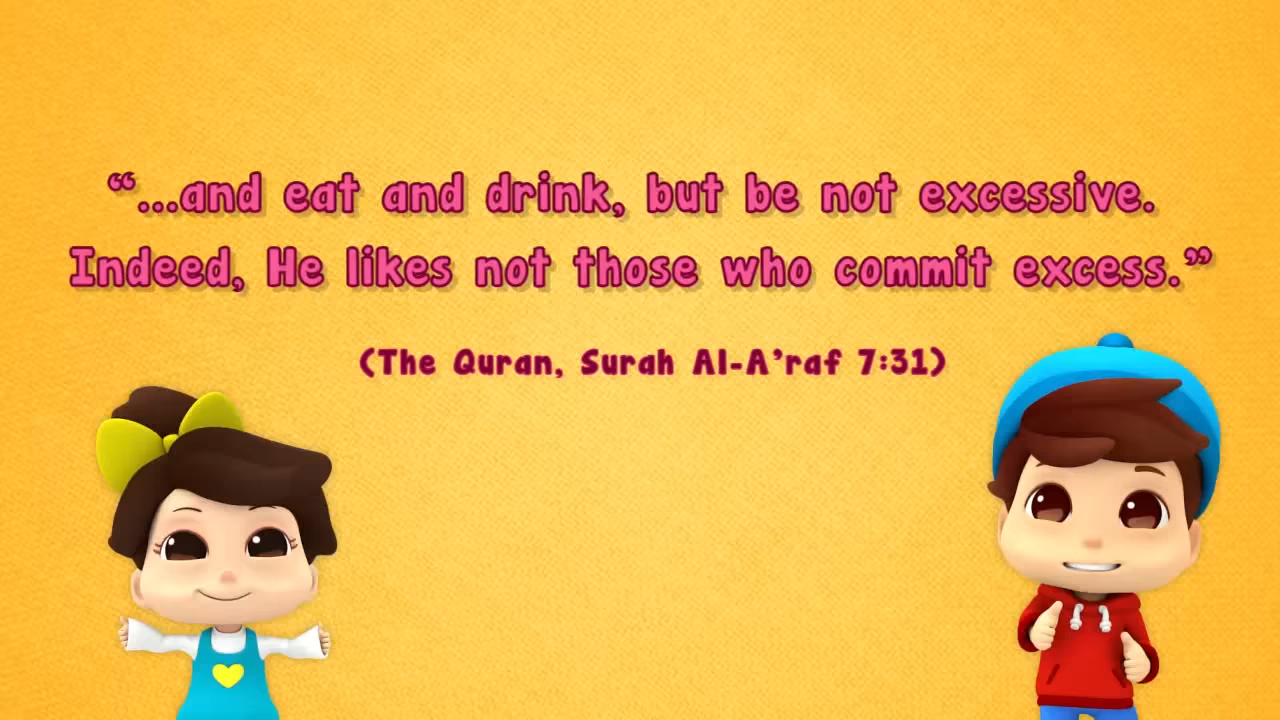 “...and eat and drink, but be not excessive.
Indeed, He likes not those who commit excess.”
(The Quran, Surah Al-A’raf 7:31)